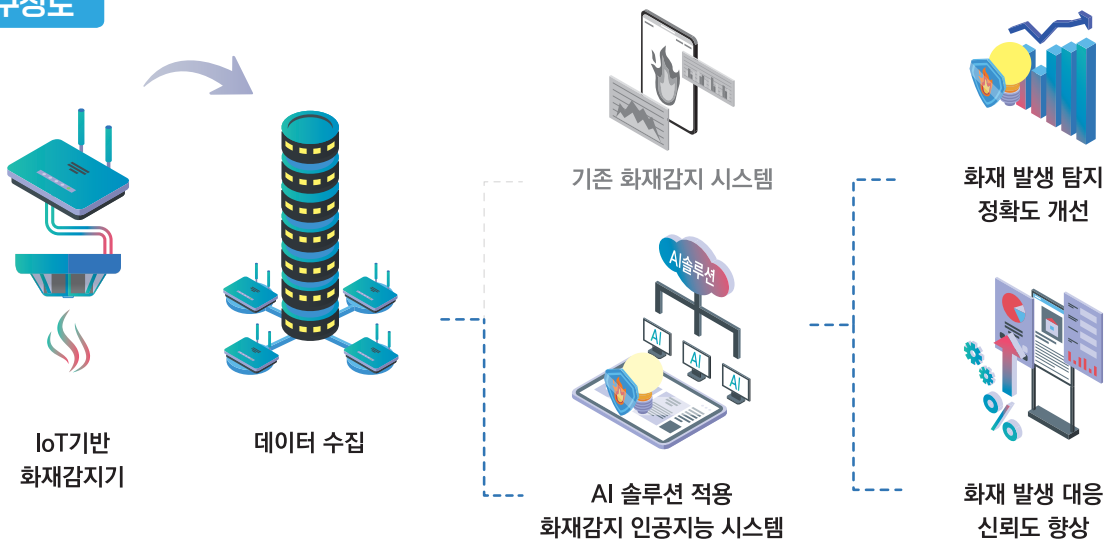 구성도
기존 화재감지 시스템
화재 발생 탐지
정확도 개선
AI솔루션
AI
AI
AI
IoT기반
화재감지기
데이터 수집
AI 솔루션 적용
화재감지 인공지능 시스템
%
화재 발생 대응
신뢰도 향상